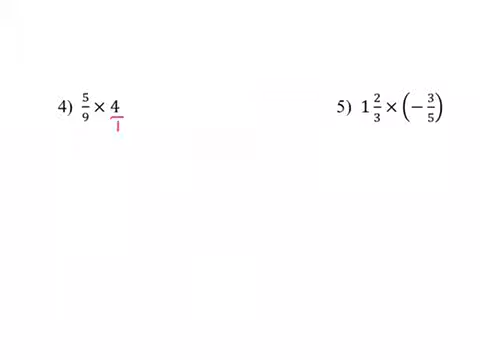 4) 5/9 × 4/1
5) 1 2/3 × (− 3/5)